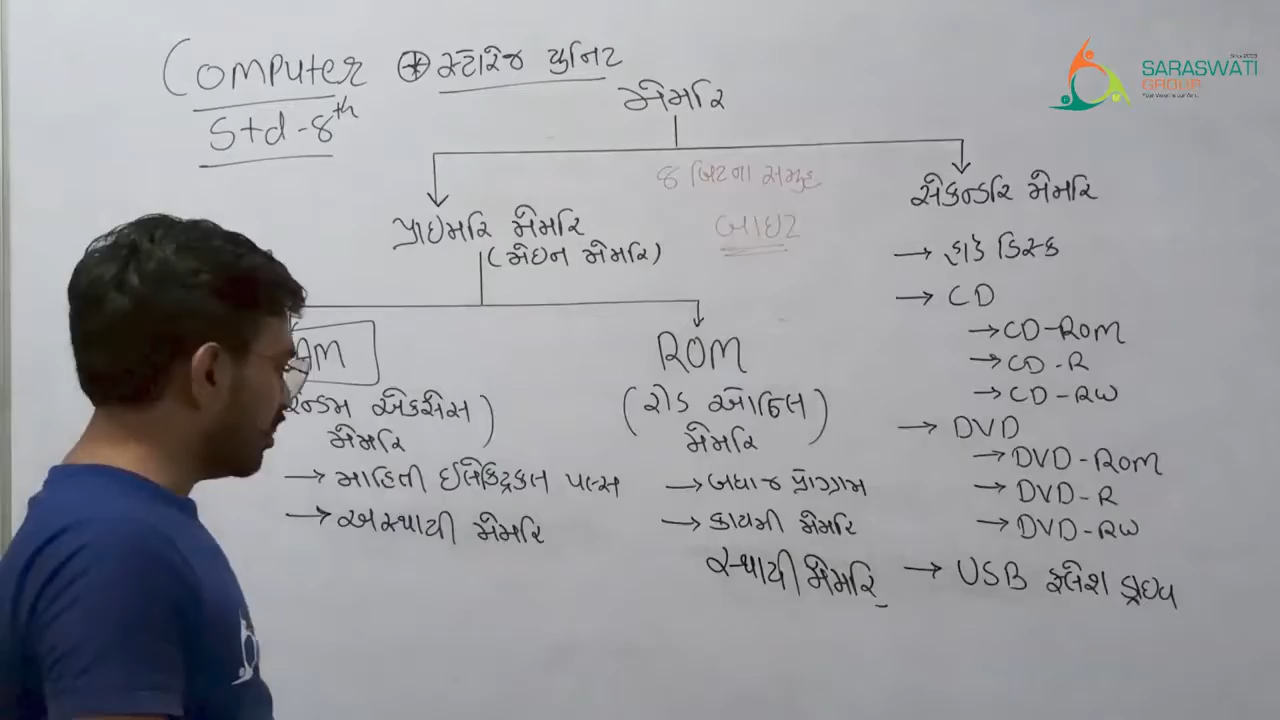 Computer
Std-8th
સ્ટોરેજ યુનિટ
મેમરિ
8 બિટના સમુહ
બાઇટ
પ્રાઇમરિ મેમરિ
(મેઇન મેમરિ)
AM
રેન્ડમ એક્સેસ)
મેમરિ
→ માહિતી ઇલેક્ટ્રિકલ પલ્સ
→ અસ્થાયી મેમરિ
ROM
(રીડ ઓન્લિ)
મેમરિ
→ બધા જ પ્રોગ્રામ
→ કાયમી મેમરિ
સ્થાયી મેમરિ
સેકન્ડરિ મેમરિ
→ હાર્ડ ડિસ્ક
→ CD
→ CD-ROM
→ CD-R
→ CD-RW
→ DVD
→ DVD-ROM
→ DVD-R
→ DVD-RW
→ USB ફ્લેશ ડ્રાઇવ
SARASWATI
GROUP